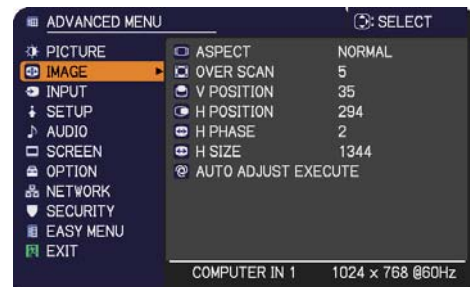 ADVANCED MENU
: SELECT
PICTURE
IMAGE
INPUT
SETUP
AUDIO
SCREEN
OPTION
NETWORK
SECURITY
EASY MENU
EXIT
ASPECT NORMAL
OVER SCAN 5
V POSITION 35
H POSITION 294
H PHASE 2
H SIZE 1344
AUTO ADJUST EXECUTE
COMPUTER IN 1 1024 x 768 @60Hz